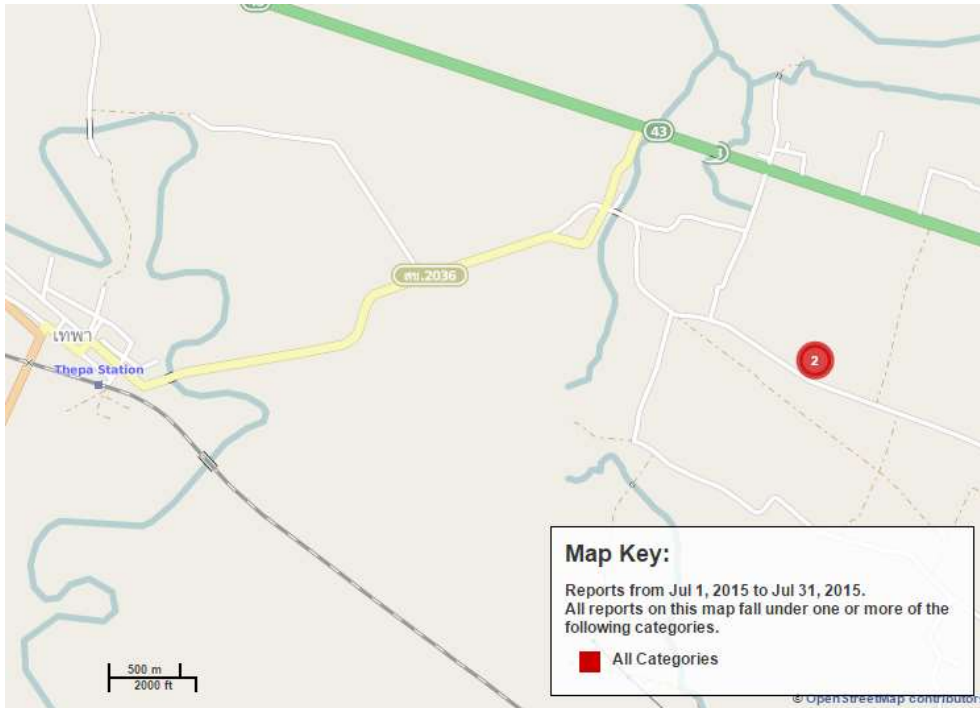 43
สข.2036
เทพา
Thepa Station
2
Map Key:
Reports from Jul 1, 2015 to Jul 31, 2015.
All reports on this map fall under one or more of the
following categories.
All Categories
500 m
2000 ft
© OpenStreetMap contributors